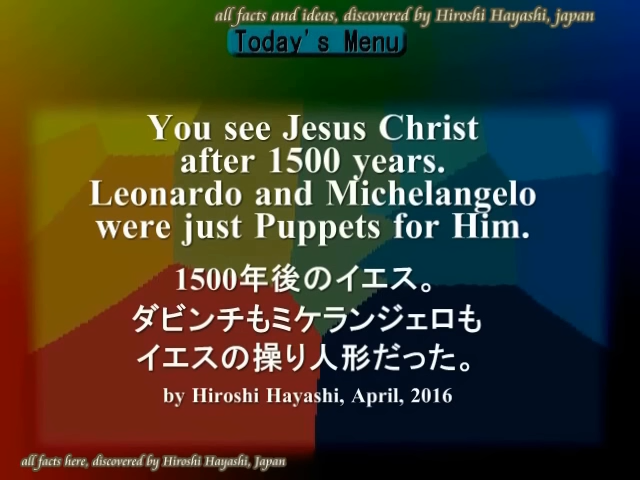 all facts and ideas, discovered by Hiroshi Hayashi, japan
Today's Menu
You see Jesus Christ
after 1500 years.
Leonardo and Michelangelo
were just Puppets for Him.
1500年後のイエス。
ダビンチもミケランジェロも
イエスの操り人形だった。
by Hiroshi Hayashi, April, 2016
all facts here, discovered by Hiroshi Hayashi, Japan